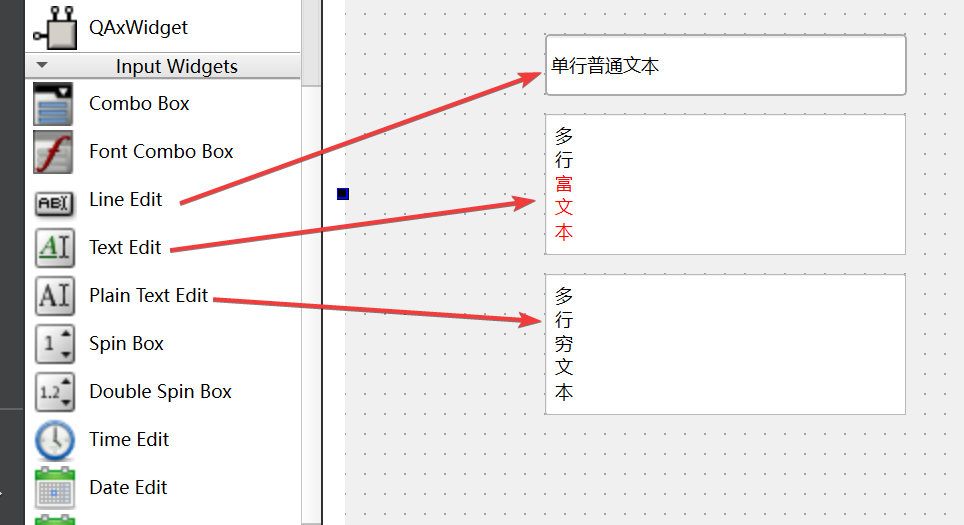 QAxWidget
Input Widgets
Combo Box
Font Combo Box
Line Edit
Text Edit
Plain Text Edit
Spin Box
Double Spin Box
Time Edit
Date Edit
单行普通文本
多
行
富
文
本
多
行
穷
文
本